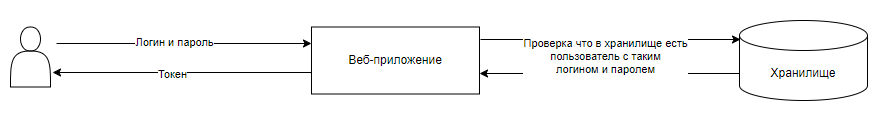 Логин и пароль
Токен
Веб-приложение
Проверка что в хранилище есть
пользователь с таким
логином и паролем
Хранилище